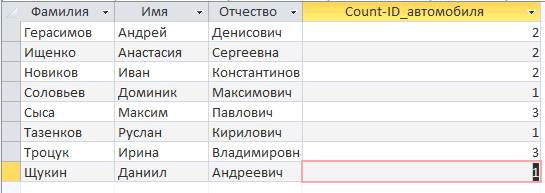 Фамилия Имя Отчество Count-ID_автомобиля
Герасимов Андрей Денисович 2
Ищенко Анастасия Сергеевна 2
Новиков Иван Константинов 2
Соловьев Доминик Максимович 1
Сыса Максим Павлович 3
Тазенков Руслан Кирилович 1
Троцук Ирина Владимировн 3
Щукин Даниил Андреевич 1